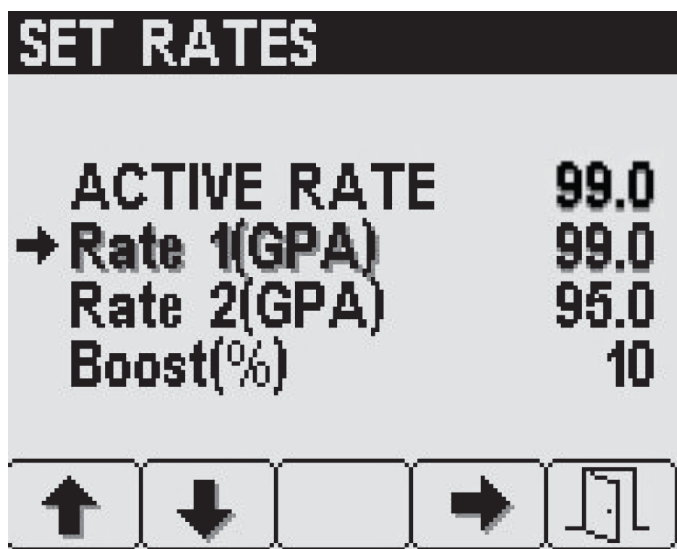 SET RATES
ACTIVE RATE 99.0
Rate 1(GPA) 99.0
Rate 2(GPA) 95.0
Boost(%) 10